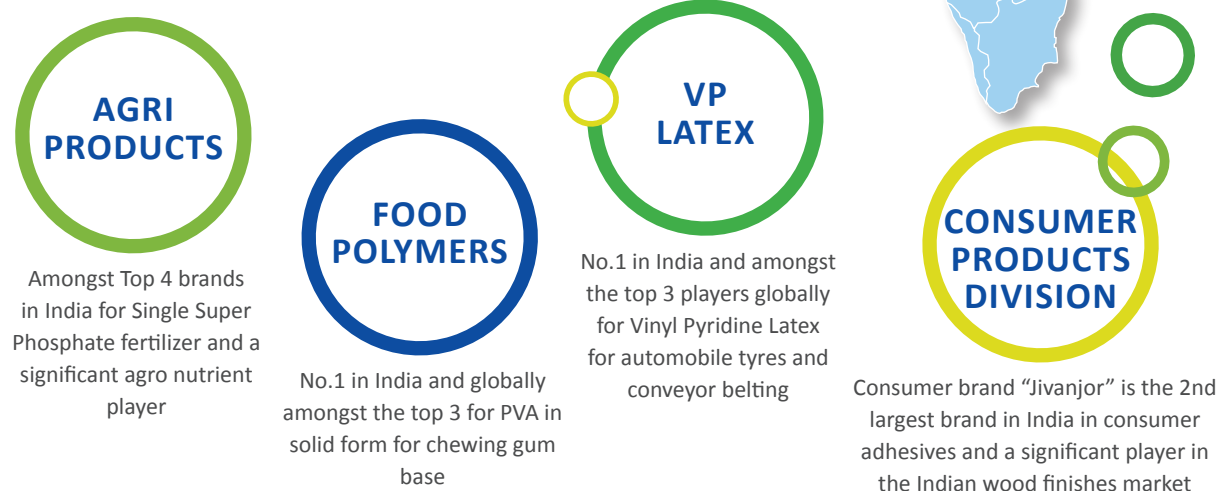 AGRI
PRODUCTS
Amongst Top 4 brands
in India for Single Super
Phosphate fertilizer and a
significant agro nutrient
player
FOOD
POLYMERS
No.1 in India and globally
amongst the top 3 for PVA in
solid form for chewing gum
base
VP
LATEX
No.1 in India and amongst
the top 3 players globally
for Vinyl Pyridine Latex
for automobile tyres and
conveyor belting
CONSUMER
PRODUCTS
DIVISION
Consumer brand “Jivanjor” is the 2nd
largest brand in India in consumer
adhesives and a significant player in
the Indian wood finishes market